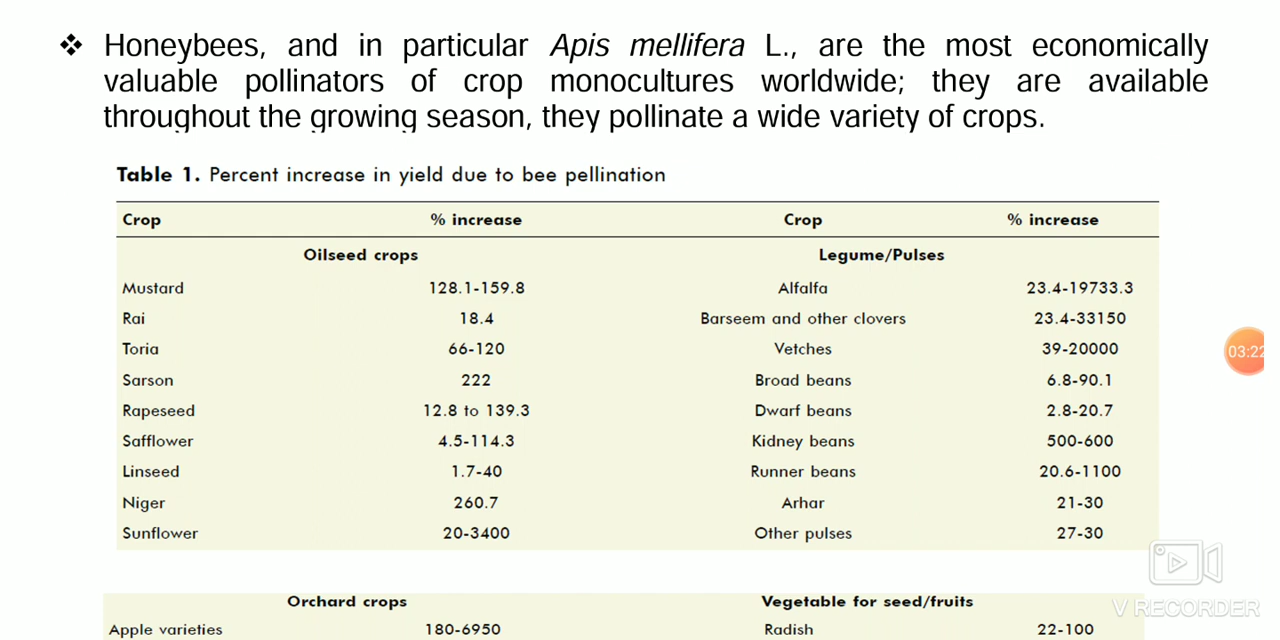 ❖ Honeybees, and in particular Apis mellifera L., are the most economically
valuable pollinators of crop monocultures worldwide; they are available
throughout the growing season, they pollinate a wide variety of crops.
Table 1. Percent increase in yield due to bee pellination
Crop % increase Crop % increase
Oilseed crops Legume/Pulses
Mustard 128.1-159.8 Alfalfa 23.4-19733.3
Rai 18.4 Barseem and other clovers 23.4-33150
Toria 66-120 Vetches 39-20000
Sarson 222 Broad beans 6.8-90.1
Rapeseed 12.8 to 139.3 Dwarf beans 2.8-20.7
Safflower 4.5-114.3 Kidney beans 500-600
Linseed 1.7-40 Runner beans 20.6-1100
Niger 260.7 Arhar 21-30
Sunflower 20-3400 Other pulses 27-30
Orchard crops Vegetable for seed/fruits
Apple varieties 180-6950 Radish 22-100
03:22
V RECORDER